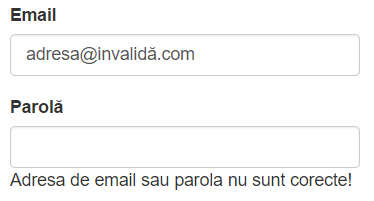 Email
adresa@invalidă.com
Parolă
Adresa de email sau parola nu sunt corecte!